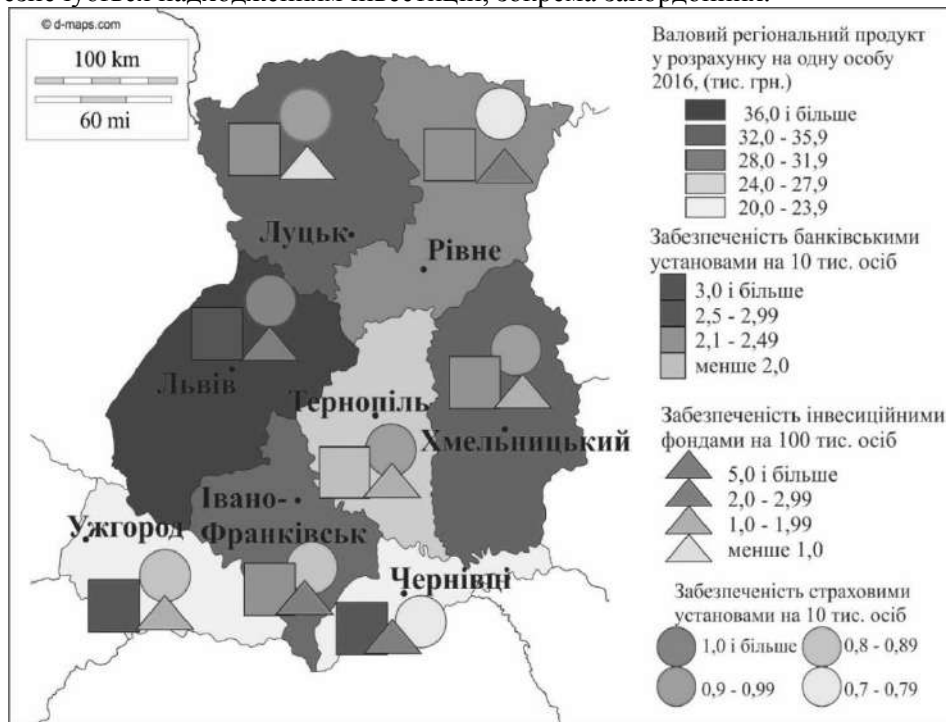 надходженням інвестицій, зокрема закордонних.
© d-maps.com
100 km
60 mi
Луцьк
Рівне
Львів
Тернопіль
Хмельницький
Івано-
Франківськ
Ужгород
Чернівці
Валовий регіональний продукт
у розрахунку на одну особу
2016, (тис. грн.)
36,0 і більше
32,0 - 35,9
28,0 - 31,9
24,0 - 27,9
20,0 - 23,9
Забезпеченість банківськими
установами на 10 тис. осіб
3,0 і більше
2,5 - 2,99
2,1 - 2,49
менше 2,0
Забезпеченість інвесиційними
фондами на 100 тис. осіб
5,0 і більше
2,0 - 2,99
1,0 - 1,99
менше 1,0
Забезпеченість страховими
установами на 10 тис. осіб
1,0 і більше
0,8 - 0,89
0,9 - 0,99
0,7 - 0,79